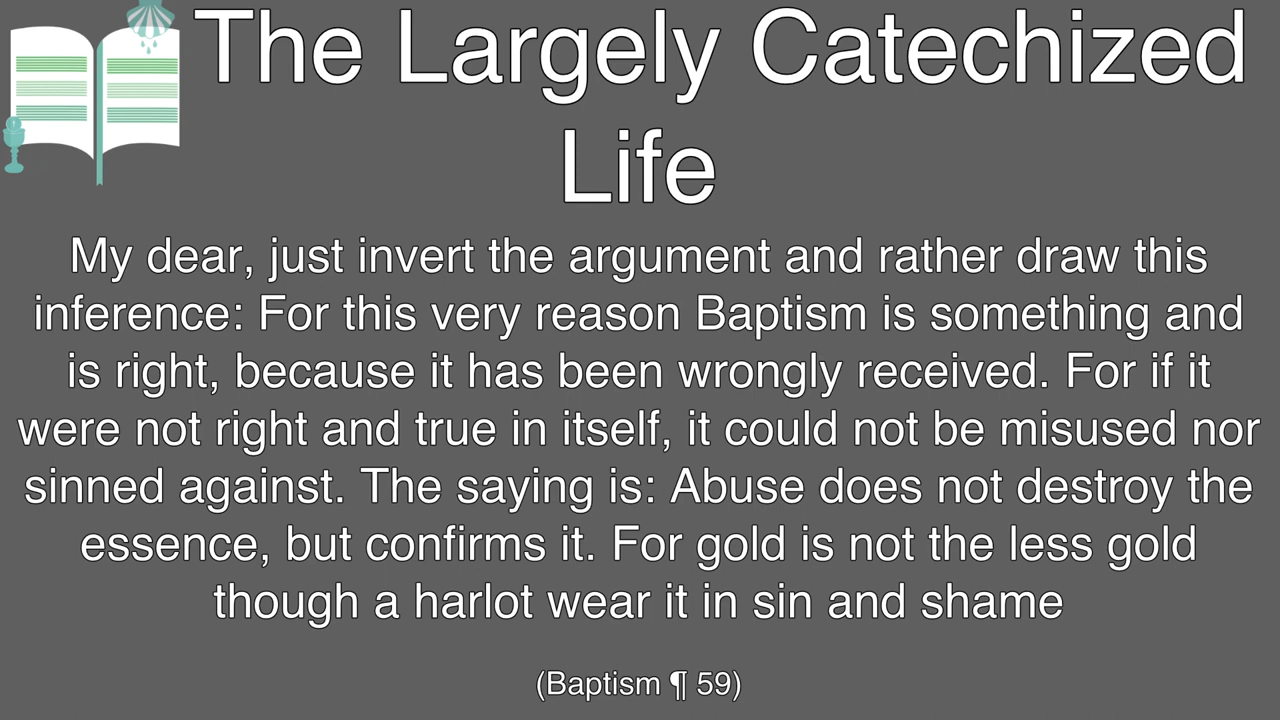 The Largely Catechized
Life
My dear, just invert the argument and rather draw this
inference: For this very reason Baptism is something and
is right, because it has been wrongly received. For if it
were not right and true in itself, it could not be misused nor
sinned against. The saying is: Abuse does not destroy the
essence, but confirms it. For gold is not the less gold
though a harlot wear it in sin and shame
(Baptism ¶ 59)